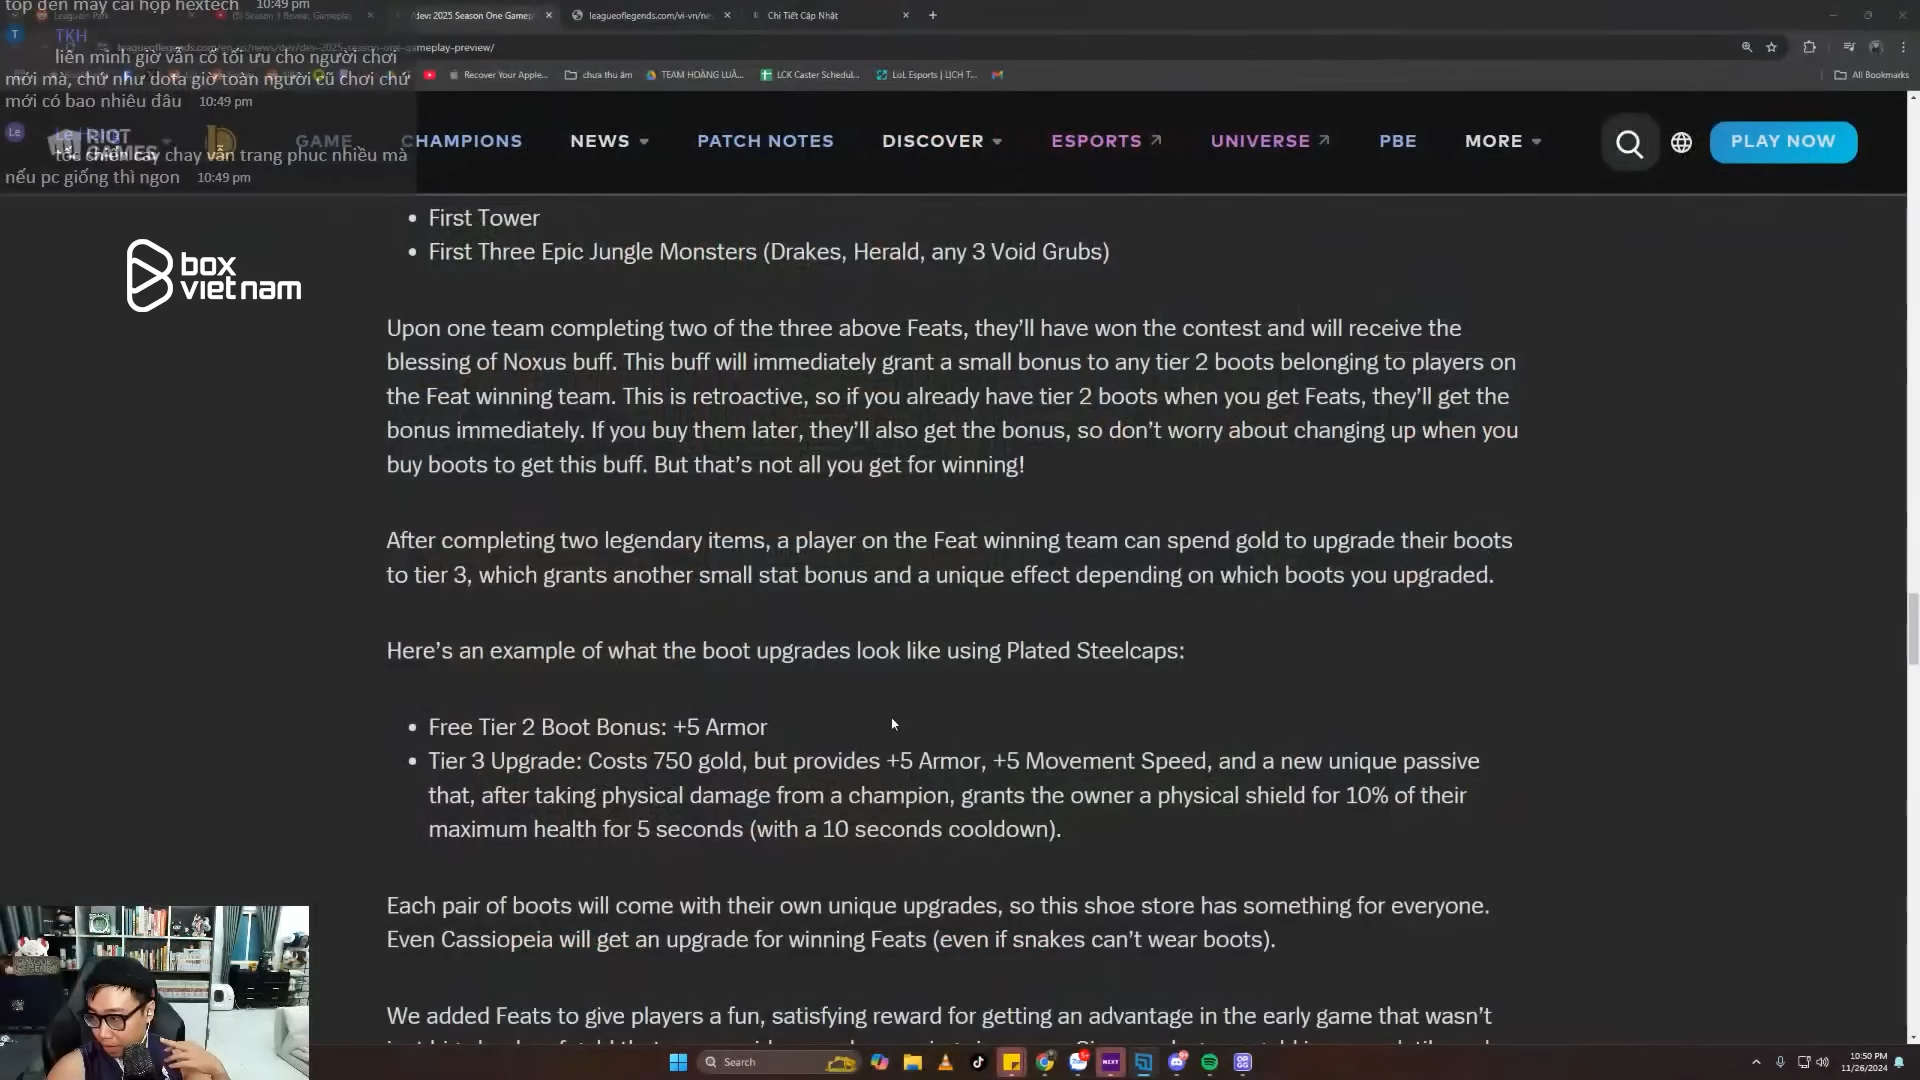 top đến máy cái hộp hextech 10:49 pm
(5) Season 1 Reveal, Gameplay
dev: 2025 Season One Gamepl
leagueoflegends.com/vi-vn/ne
Chi Tiết Cập Nhật
TKH
leagueoflegends.com/en-us/news/dev/dev-2025-season-one-gameplay-preview/
liên minh giờ vẫn cố tối ưu cho người chơi
mới mà, chứ như dota giờ toàn người cũ chơi chứ
mới có bao nhiêu đâu 10:49 pm
Recover Your Apple...
chưa thu âm
TEAM HOÀNG LUÂ...
LCK Caster Schedul...
LoL Esports | LỊCH T...
All Bookmarks
Le
tốc chiến cày chay vẫn trang phục nhiều mà
nếu pc giống thì ngon 10:49 pm
RIOT
GAMES
GAME
CHAMPIONS
NEWS
PATCH NOTES
DISCOVER
ESPORTS
UNIVERSE
PBE
MORE
PLAY NOW
box
vietnam
• First Tower
• First Three Epic Jungle Monsters (Drakes, Herald, any 3 Void Grubs)
Upon one team completing two of the three above Feats, they’ll have won the contest and will receive the
blessing of Noxus buff. This buff will immediately grant a small bonus to any tier 2 boots belonging to players on
the Feat winning team. This is retroactive, so if you already have tier 2 boots when you get Feats, they’ll get the
bonus immediately. If you buy them later, they’ll also get the bonus, so don’t worry about changing up when you
buy boots to get this buff. But that’s not all you get for winning!
After completing two legendary items, a player on the Feat winning team can spend gold to upgrade their boots
to tier 3, which grants another small stat bonus and a unique effect depending on which boots you upgraded.
Here’s an example of what the boot upgrades look like using Plated Steelcaps:
• Free Tier 2 Boot Bonus: +5 Armor
• Tier 3 Upgrade: Costs 750 gold, but provides +5 Armor, +5 Movement Speed, and a new unique passive
that, after taking physical damage from a champion, grants the owner a physical shield for 10% of their
maximum health for 5 seconds (with a 10 seconds cooldown).
Each pair of boots will come with their own unique upgrades, so this shoe store has something for everyone.
Even Cassiopeia will get an upgrade for winning Feats (even if snakes can’t wear boots).
We added Feats to give players a fun, satisfying reward for getting an advantage in the early game that wasn’t
Search
10:50 PM
11/26/2024